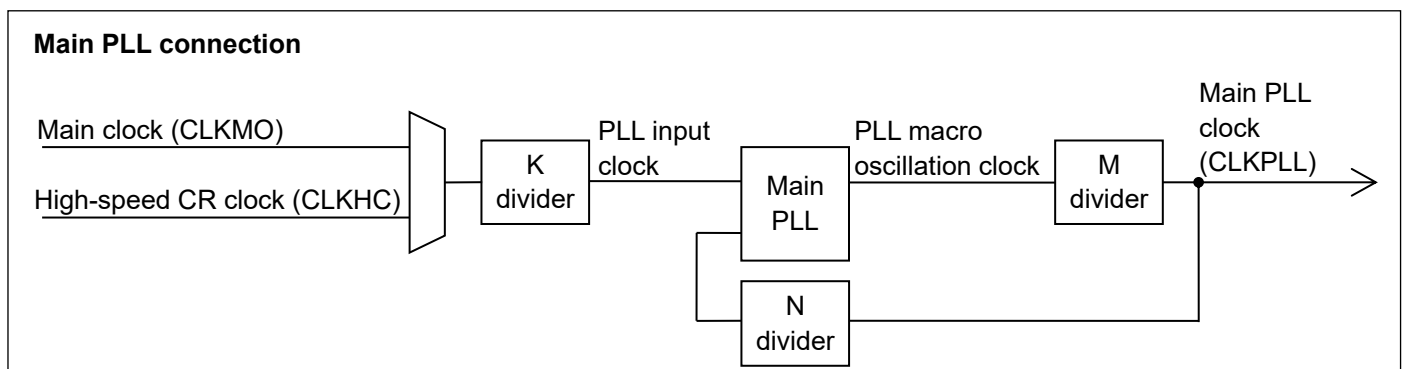 Main PLL connection
Main clock (CLKMO)
High-speed CR clock (CLKHC)
K
divider
PLL input
clock
Main
PLL
PLL macro
oscillation clock
M
divider
Main PLL
clock
(CLKPLL)
N
divider